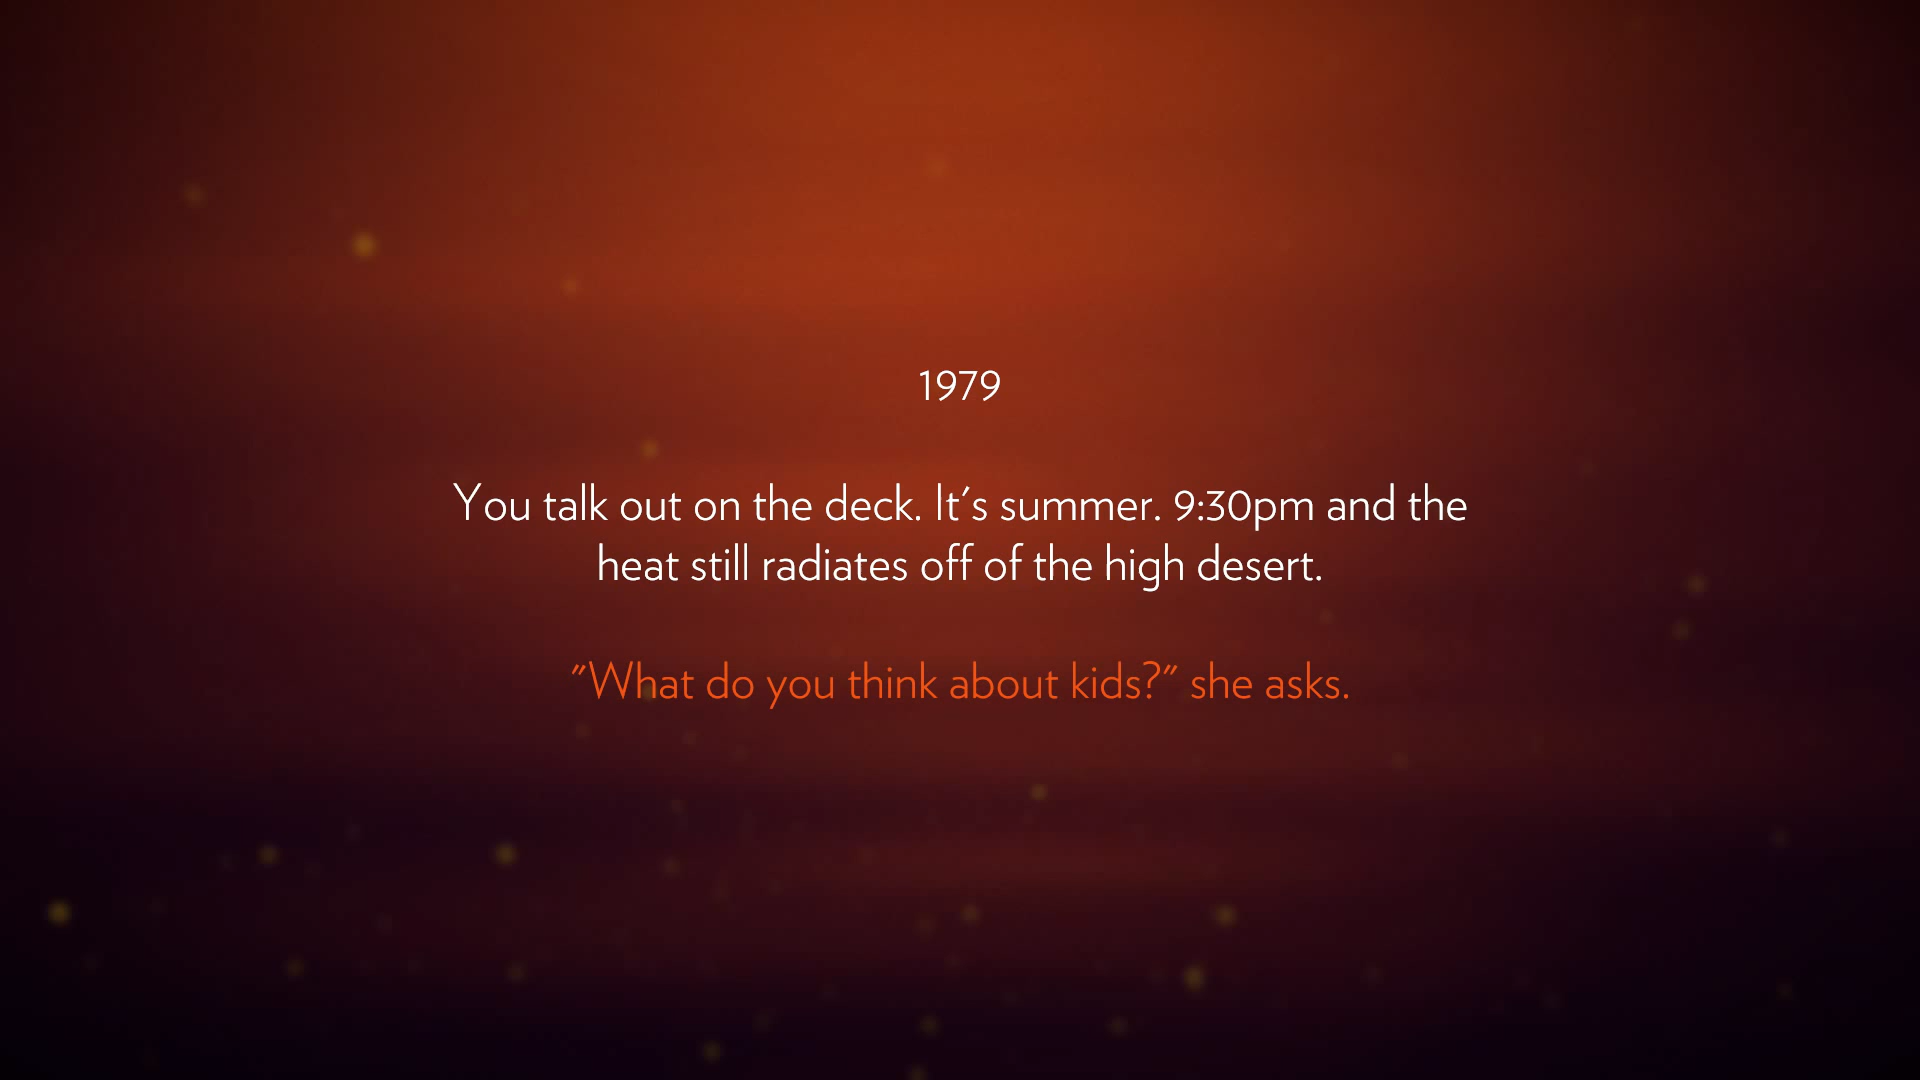 1979
You talk out on the deck. It's summer. 9:30pm and the
heat still radiates off of the high desert.
"What do you think about kids?" she asks.